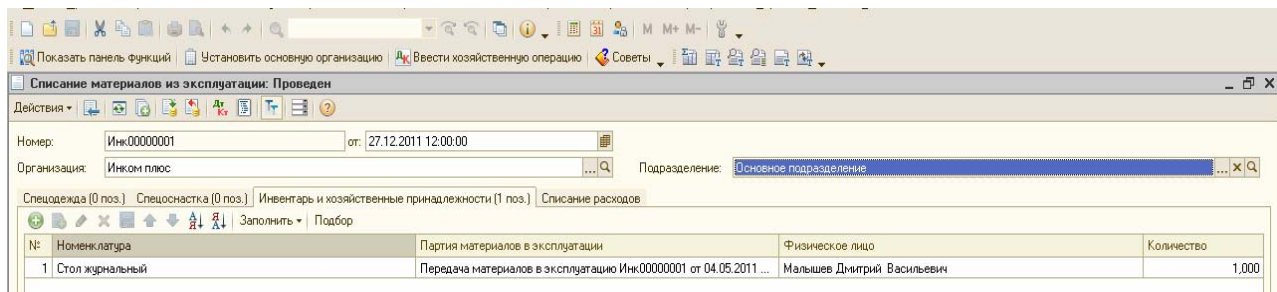 M M+ M-
Показать панель функций Установить основную организацию Ввести хозяйственную операцию Советы
Списание материалов из эксплуатации: Проведен
Действия
Номер: Инк00000001 от: 27.12.2011 12:00:00
Организация: Инком плюс ... Подразделение: Основное подразделение ...
Спецодежда (0 поз.) Спецоснастка (0 поз.) Инвентарь и хозяйственные принадлежности (1 поз.) Списание расходов
Заполнить Подбор
№ Номенклатура Партия материалов в эксплуатации Физическое лицо Количество
1 Стол журнальный Передача материалов в эксплуатацию Инк00000001 от 04.05.2011 ... Малышев Дмитрий Васильевич 1,000